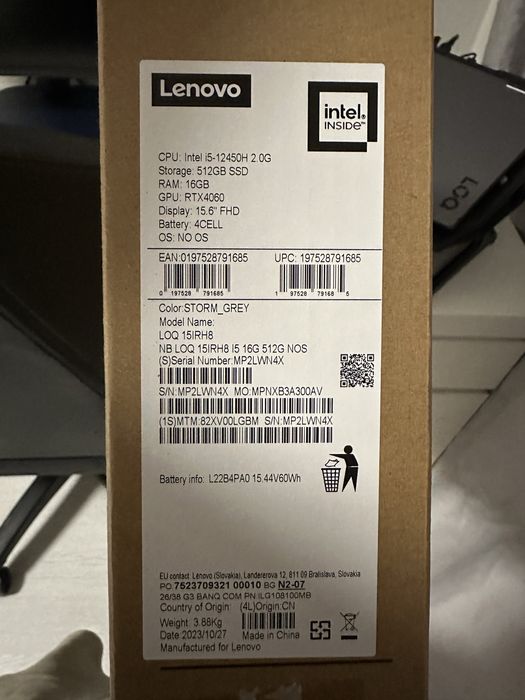 Lenovo
intel.
INSIDE™
CPU: Intel i5-12450H 2.0G
Storage: 512GB SSD
RAM: 16GB
GPU: RTX4060
Display: 15.6" FHD
Battery: 4CELL
OS: NO OS
EAN:0197528791685 UPC: 197528791685
0 197528 791685 1 97528 79168 5
Color:STORM_GREY
Model Name:
LOQ 15IRH8
NB LOQ 15IRH8 I5 16G 512G NOS
(S)Serial Number:MP2LWN4X
S/N:MP2LWN4X MO:MPNXB3A300AV
(1S)MTM:82XV00LGBM S/N:MP2LWN4X
Battery info: L22B4PA0 15.44V60Wh
EU contact: Lenovo (Slovakia), Landererova 12, 811 09 Bratislava, Slovakia
PO 7523709321 00010 BG N2-07
26/38 G3 BANQ COM PN:ILG108100MB
Country of Origin: (4L)Origin:CN
Weight: 3.88Kg
Date 2023/10/27 Made in China
Manufactured for Lenovo
LOQ